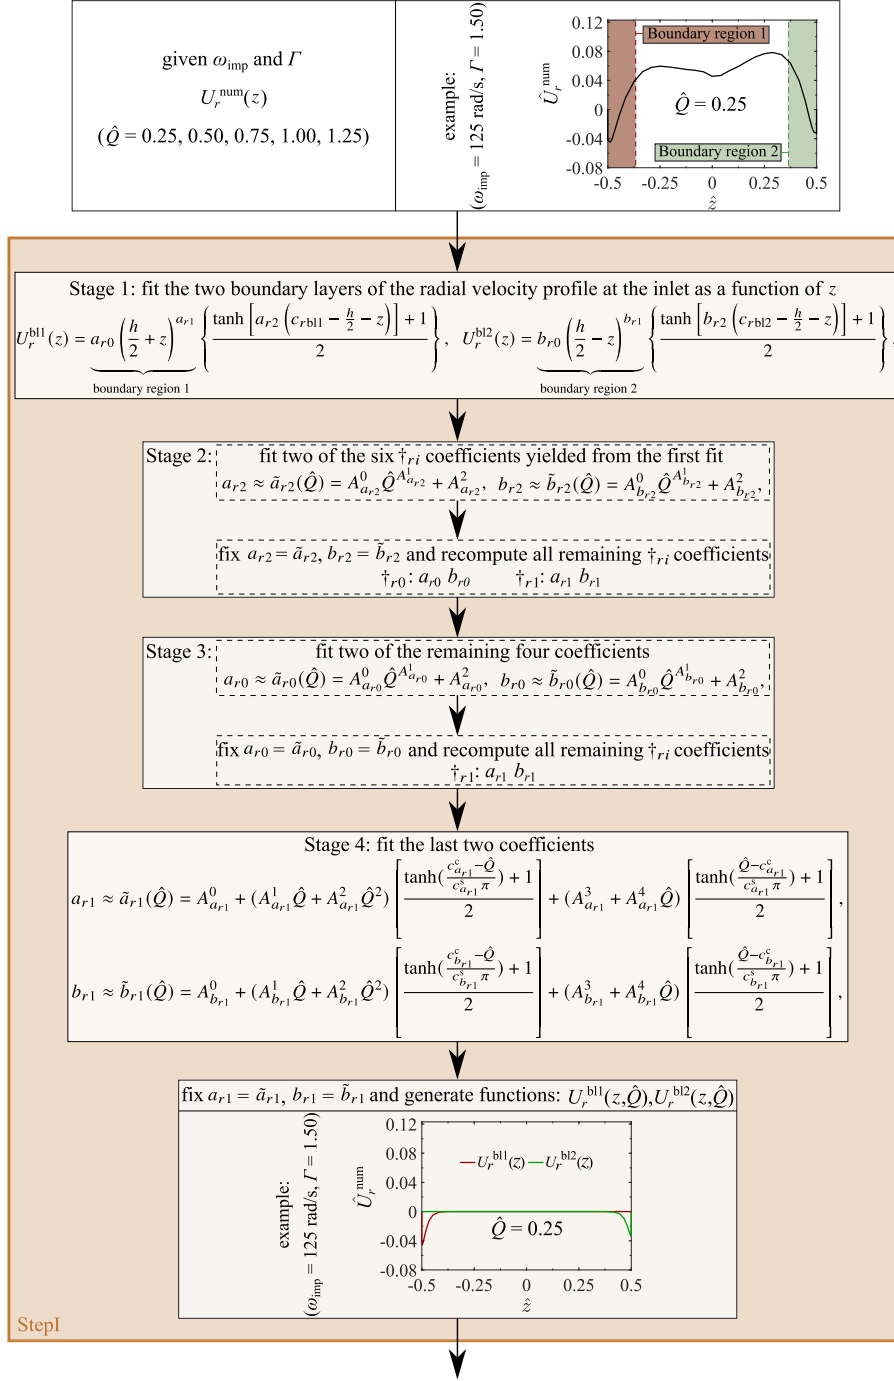 given ω_imp and Γ
U_r^num(z)
(Q̂ = 0.25, 0.50, 0.75, 1.00, 1.25)
example:
(ω_imp = 125 rad/s, Γ = 1.50)
Û_r^num
0.12
0.08
0.04
0
-0.04
-0.08
Boundary region 1
Q̂ = 0.25
Boundary region 2
-0.5 -0.25 0 0.25 0.5
ẑ
Stage 1: fit the two boundary layers of the radial velocity profile at the inlet as a function of z
U_r^bl1(z) = a_r0 (h/2 + z)^a_r1 {tanh [a_r2 (c_rbl1 − h/2 − z)] + 1 / 2}, U_r^bl2(z) = b_r0 (h/2 − z)^b_r1 {tanh [b_r2 (c_rbl2 − h/2 − z)] + 1 / 2},
boundary region 1 boundary region 2
Stage 2: fit two of the six †_ri coefficients yielded from the first fit
a_r2 ≈ ã_r2(Q̂) = A^0_a_r2 Q̂^A^1_a_r2 + A^2_a_r2, b_r2 ≈ b̃_r2(Q̂) = A^0_b_r2 Q̂^A^1_b_r2 + A^2_b_r2,
fix a_r2 = ã_r2, b_r2 = b̃_r2 and recompute all remaining †_ri coefficients
†_r0: a_r0 b_r0 †_r1: a_r1 b_r1
Stage 3: fit two of the remaining four coefficients
a_r0 ≈ ã_r0(Q̂) = A^0_a_r0 Q̂^A^1_a_r0 + A^2_a_r0, b_r0 ≈ b̃_r0(Q̂) = A^0_b_r0 Q̂^A^1_b_r0 + A^2_b_r0,
fix a_r0 = ã_r0, b_r0 = b̃_r0 and recompute all remaining †_ri coefficients
†_r1: a_r1 b_r1
Stage 4: fit the last two coefficients
a_r1 ≈ ã_r1(Q̂) = A^0_a_r1 + (A^1_a_r1 Q̂ + A^2_a_r1 Q̂^2) [tanh((c^c_a_r1 − Q̂)/(c^s_a_r1 π)) + 1 / 2] + (A^3_a_r1 + A^4_a_r1 Q̂) [tanh((Q̂ − c^c_a_r1)/(c^s_a_r1 π)) + 1 / 2],
b_r1 ≈ b̃_r1(Q̂) = A^0_b_r1 + (A^1_b_r1 Q̂ + A^2_b_r1 Q̂^2) [tanh((c^c_b_r1 − Q̂)/(c^s_b_r1 π)) + 1 / 2] + (A^3_b_r1 + A^4_b_r1 Q̂) [tanh((Q̂ − c^c_b_r1)/(c^s_b_r1 π)) + 1 / 2],
fix a_r1 = ã_r1, b_r1 = b̃_r1 and generate functions: U_r^bl1(z,Q̂),U_r^bl2(z,Q̂)
example:
(ω_imp = 125 rad/s, Γ = 1.50)
Û_r^num
0.12
0.08
0.04
0
-0.04
-0.08
U_r^bl1(z) U_r^bl2(z)
Q̂ = 0.25
-0.5 -0.25 0 0.25 0.5
ẑ
StepI